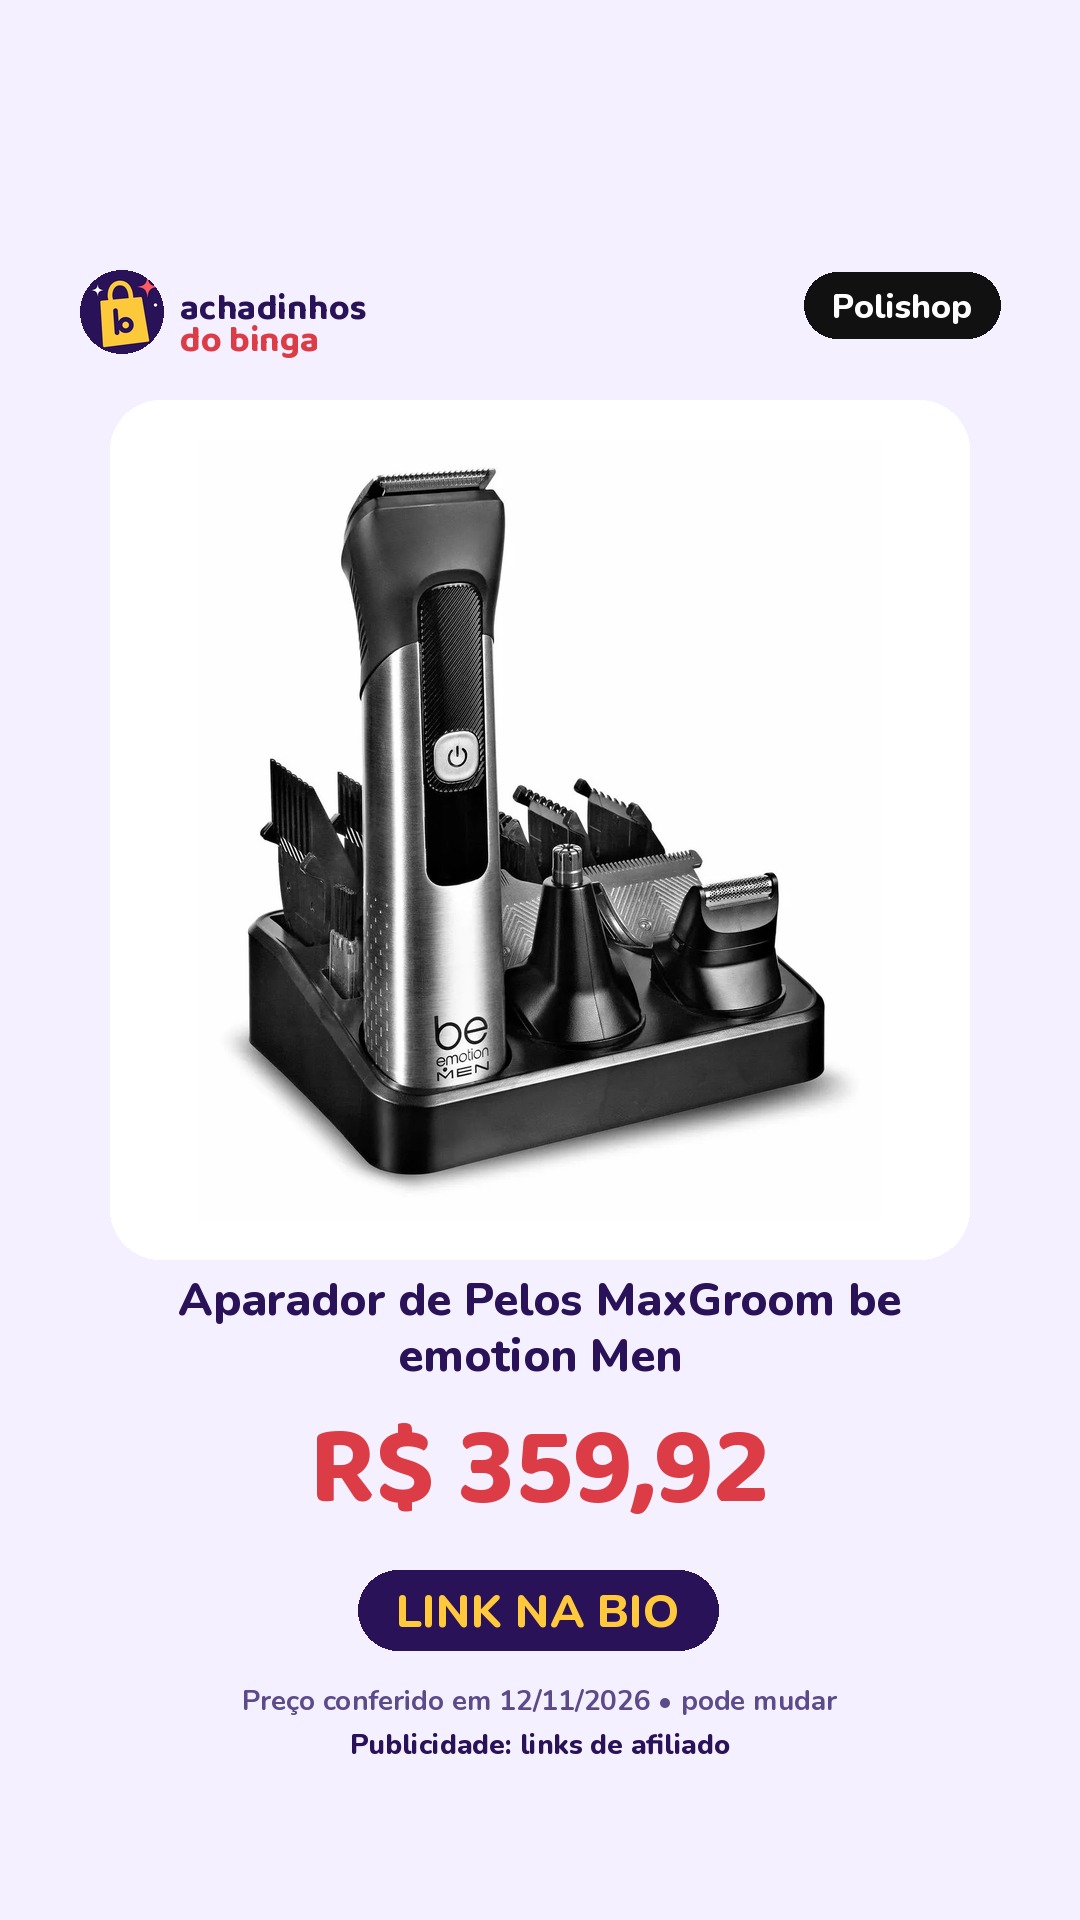 achadinhos
do binga
Polishop
b
be
emotion
MEN
Aparador de Pelos MaxGroom be
emotion Men
R$ 359,92
LINK NA BIO
Preço conferido em 12/11/2026 • pode mudar
Publicidade: links de afiliado